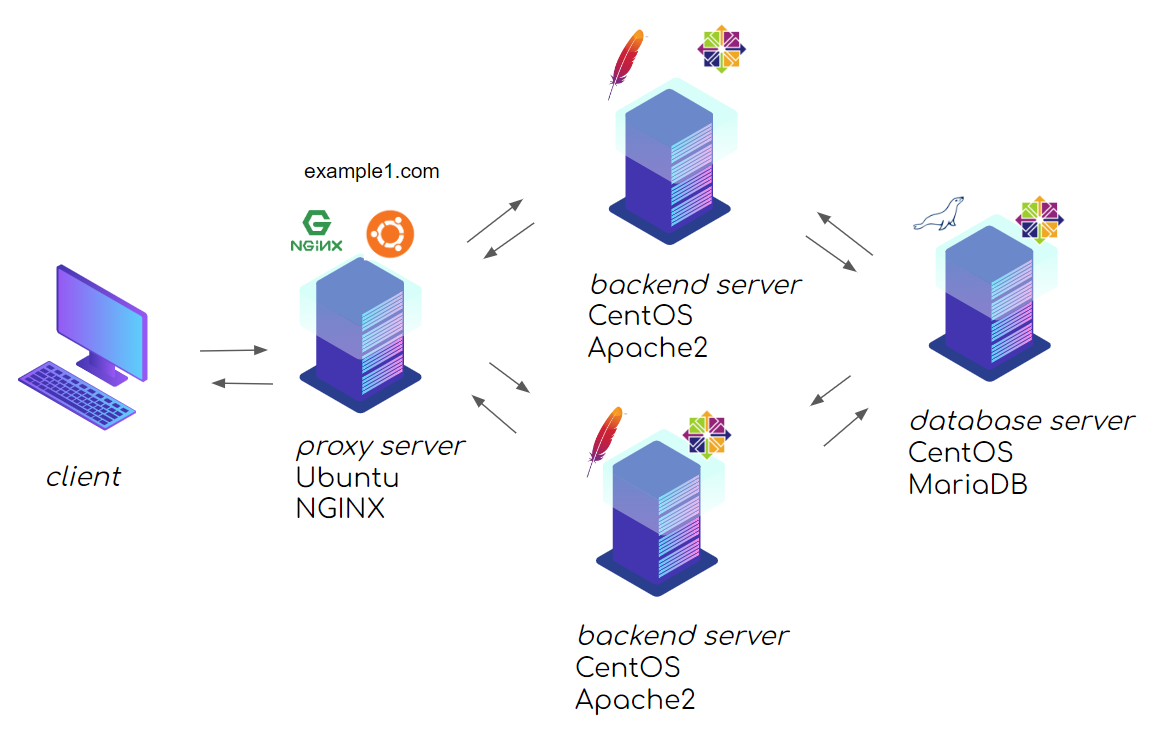 example1.com
NGINX
client
proxy server
Ubuntu
NGINX
backend server
CentOS
Apache2
backend server
CentOS
Apache2
database server
CentOS
MariaDB